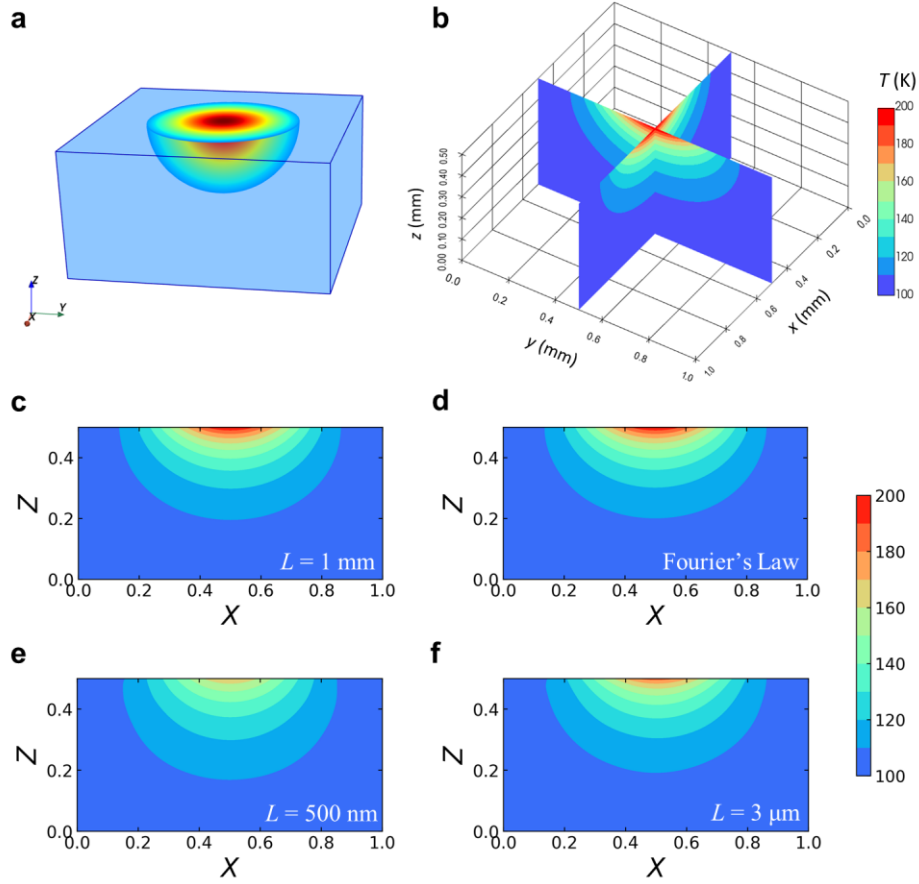 a
b
Z
Y
X
z (mm)
0.50
0.40
0.30
0.20
0.10
0.00
0.0
0.2
0.4
0.6
0.8
1.0
y (mm)
0.0
0.2
0.4
0.6
0.8
1.0
x (mm)
T (K)
200
180
160
140
120
100
c
Z
0.4
0.2
0.0
0.0 0.2 0.4 0.6 0.8 1.0
X
L = 1 mm
d
Z
0.4
0.2
0.0
0.0 0.2 0.4 0.6 0.8 1.0
X
Fourier's Law
e
Z
0.4
0.2
0.0
0.0 0.2 0.4 0.6 0.8 1.0
X
L = 500 nm
f
Z
0.4
0.2
0.0
0.0 0.2 0.4 0.6 0.8 1.0
X
L = 3 μm
200
180
160
140
120
100